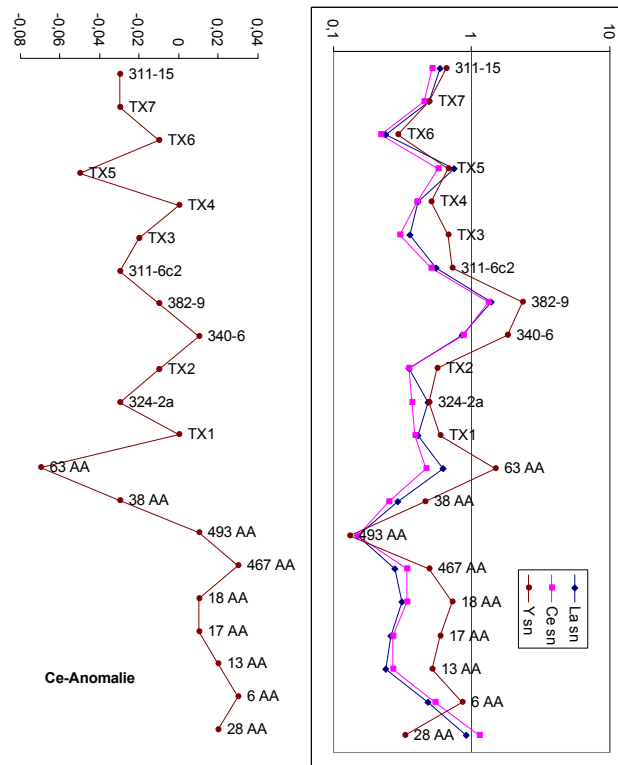 -0,08
-0,06
-0,04
-0,02
0
0,02
0,04
311-15
TX7
TX6
TX5
TX4
TX3
311-6c2
382-9
340-6
TX2
324-2a
TX1
63 AA
38 AA
493 AA
467 AA
18 AA
17 AA
13 AA
6 AA
28 AA
Ce-Anomalie
0,1
1
10
311-15
TX7
TX6
TX5
TX4
TX3
311-6c2
382-9
340-6
TX2
324-2a
TX1
63 AA
38 AA
493 AA
467 AA
18 AA
17 AA
13 AA
6 AA
28 AA
La sn
Ce sn
Y sn